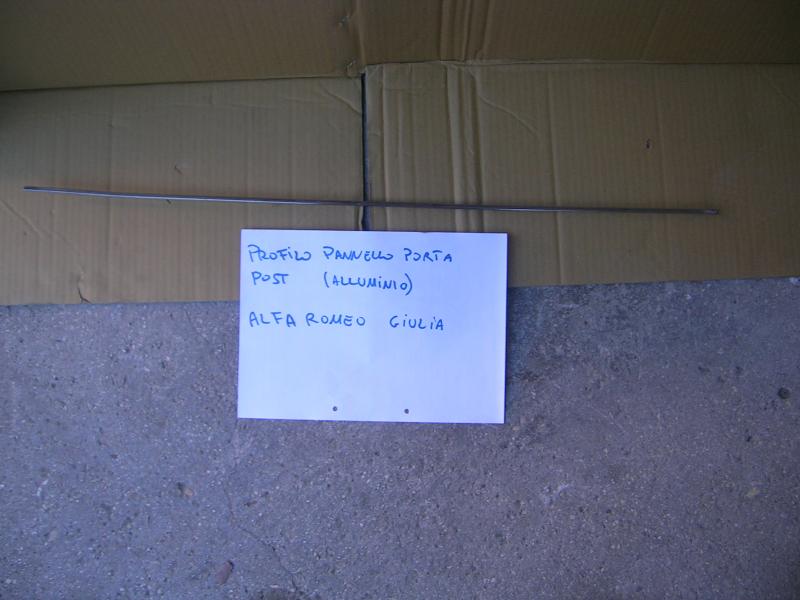 PROFILO PANNELLO PORTA
POST (ALLUMINIO)
ALFA ROMEO GIULIA